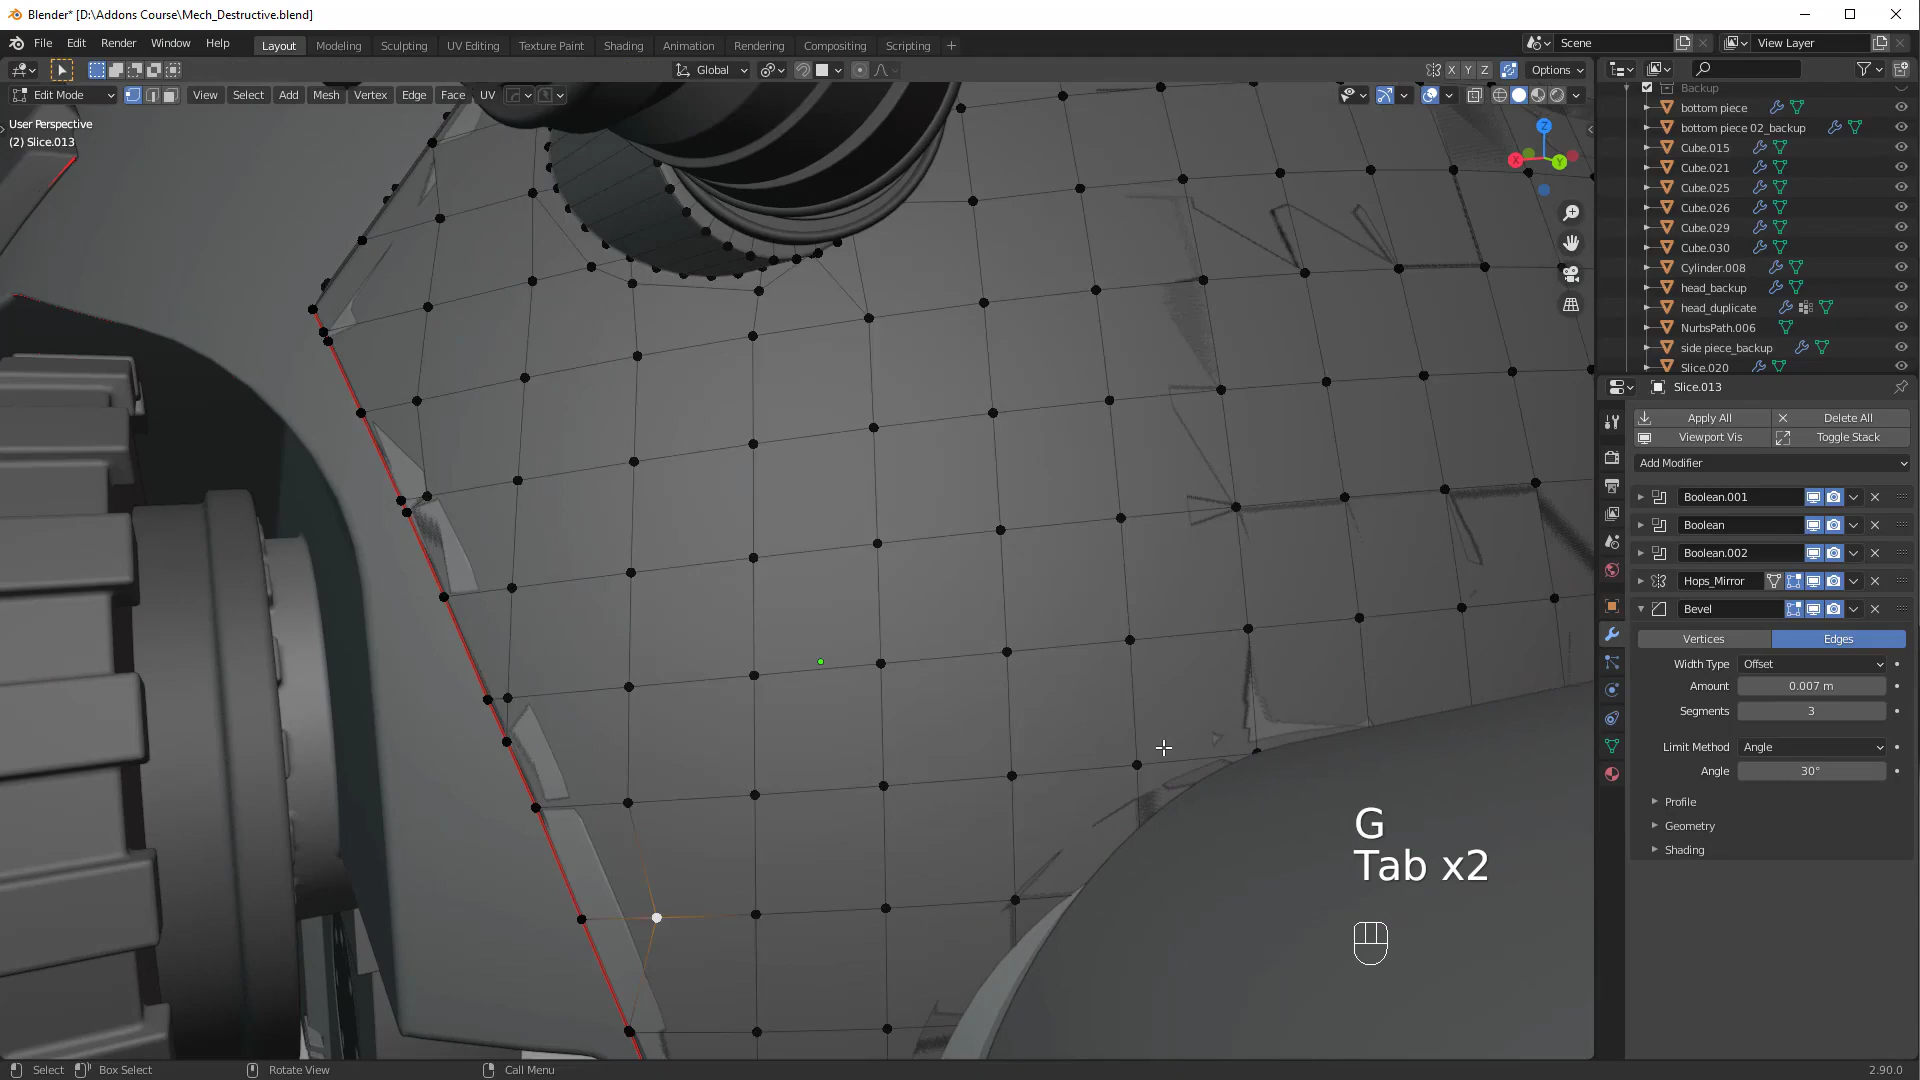 Blender* [D:\Addons Course\Mech_Destructive.blend]
File Edit Render Window Help Layout Modeling Sculpting UV Editing Texture Paint Shading Animation Rendering Compositing Scripting + Scene View Layer
Global X Y Z Options
Edit Mode View Select Add Mesh Vertex Edge Face UV
User Perspective
(2) Slice.013
Z
X
Y
Backup
bottom piece
bottom piece 02_backup
Cube.015
Cube.021
Cube.025
Cube.026
Cube.029
Cube.030
Cylinder.008
head_backup
head_duplicate
NurbsPath.006
side piece_backup
Slice.020
Slice.013
Apply All Delete All
Viewport Vis Toggle Stack
Add Modifier
Boolean.001
Boolean
Boolean.002
Hops_Mirror
Bevel
Vertices Edges
Width Type Offset
Amount 0.007 m
Segments 3
Limit Method Angle
Angle 30°
Profile
Geometry
Shading
G
Tab x2
Select Box Select Rotate View Call Menu 2.90.0